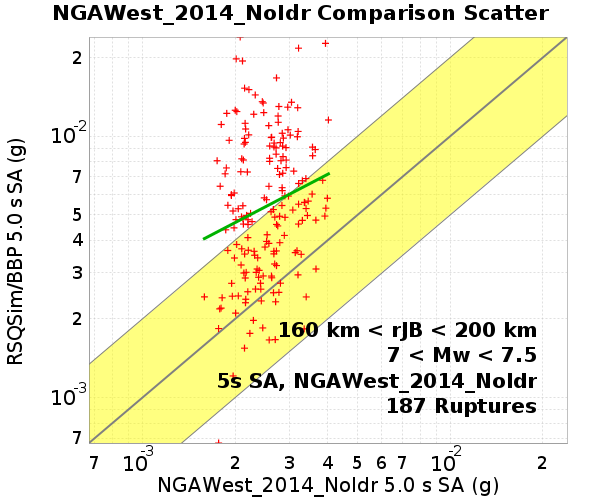 NGAWest_2014_NoIdr Comparison Scatter
RSQSim/BBP 5.0 s SA (g)
2
10-2
7
5
4
3
2
10-3
7
160 km < rJB < 200 km
7 < Mw < 7.5
5s SA, NGAWest_2014_NoIdr
187 Ruptures
7 10-3 2 3 4 5 6 7 10-2 2
NGAWest_2014_NoIdr 5.0 s SA (g)